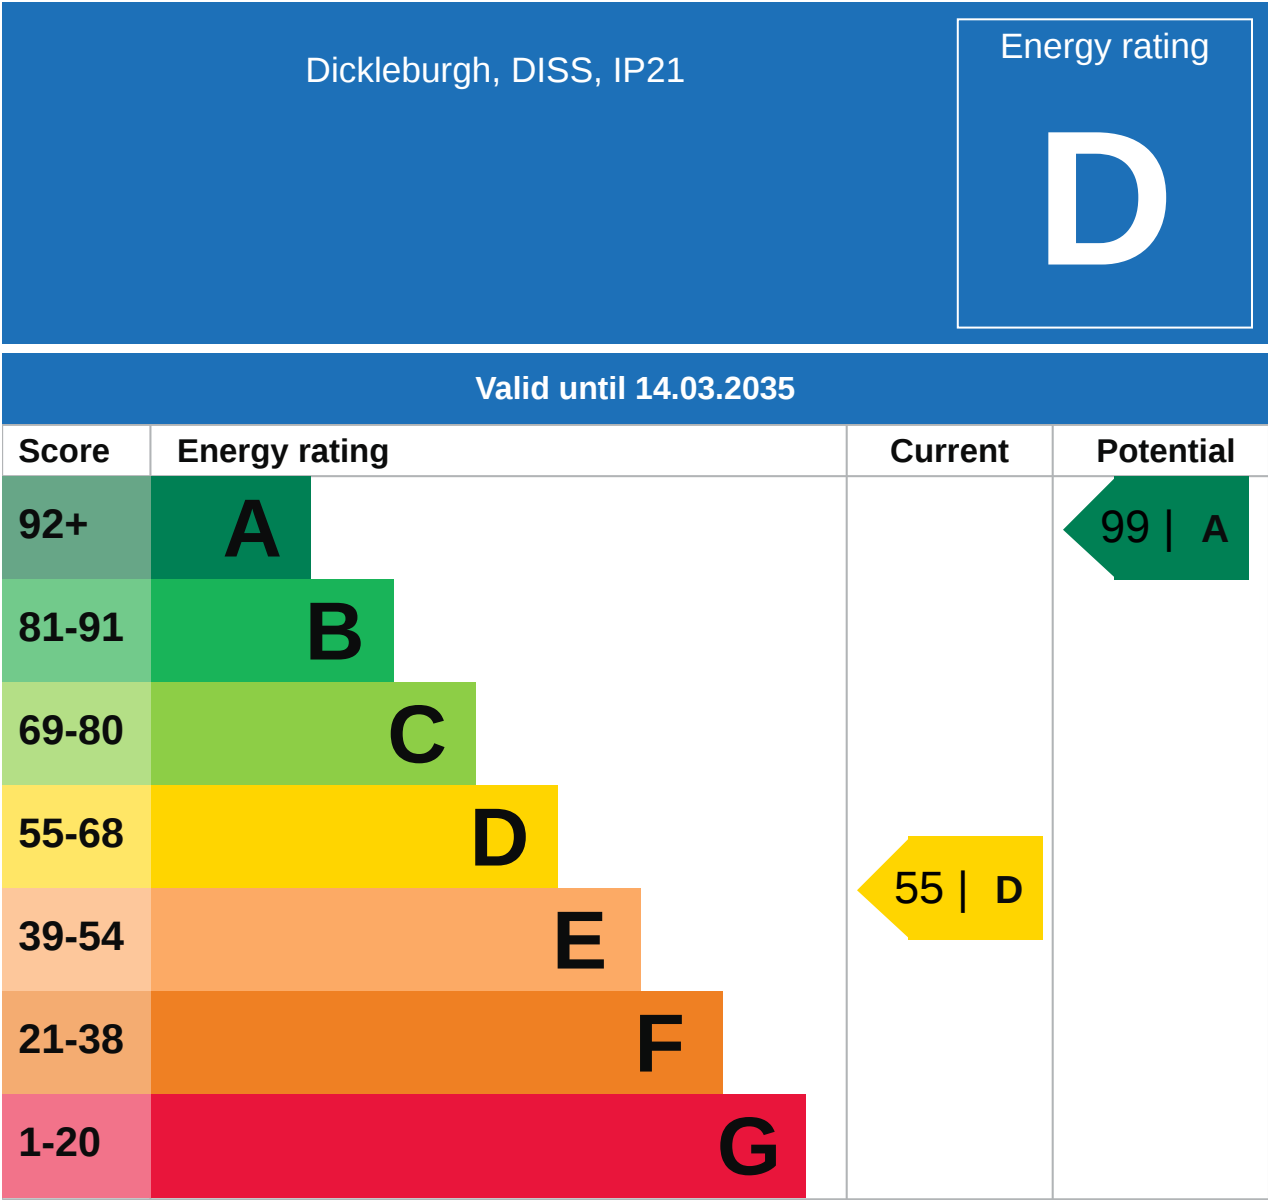 Dickleburgh, DISS, IP21
Energy rating
D
Valid until 14.03.2035
Score Energy rating Current Potential
92+ A 99 | A
81-91 B
69-80 C
55-68 D
55 | D
39-54 E
21-38 F
1-20 G